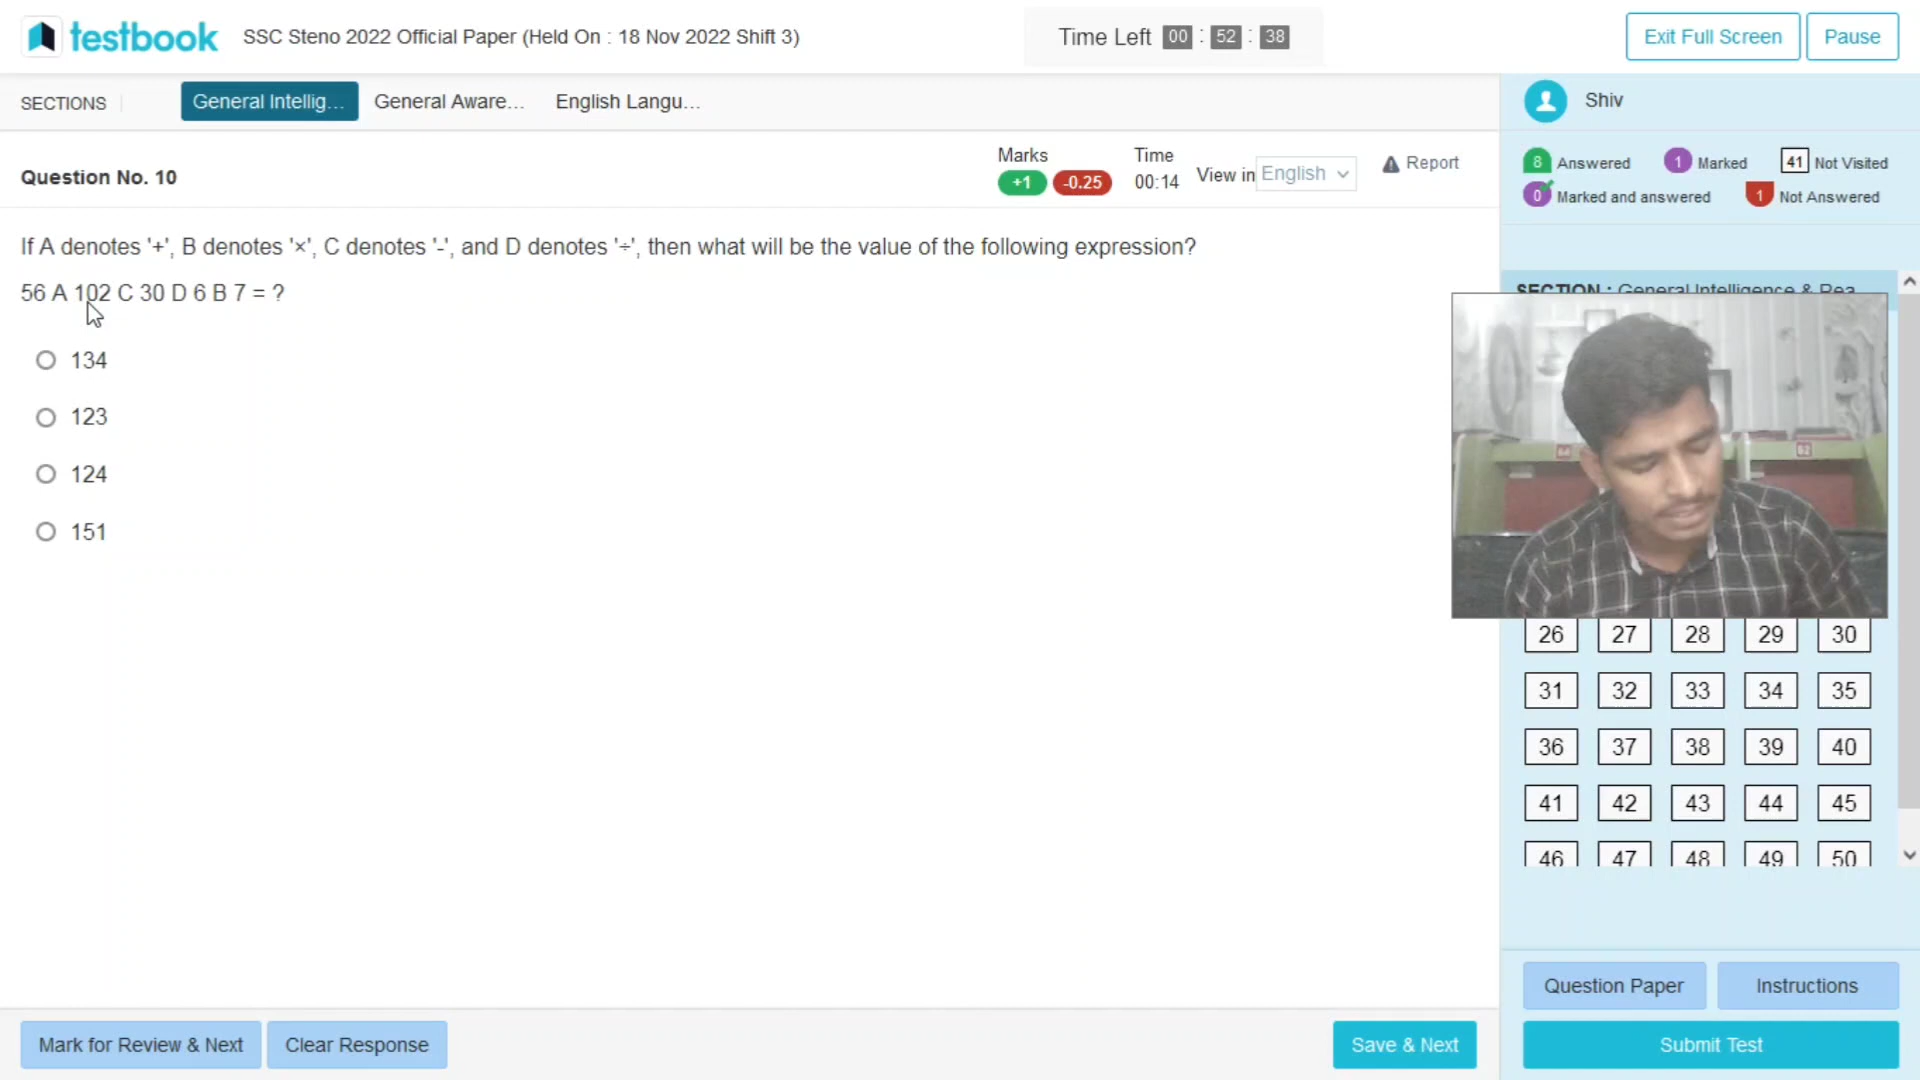 testbook SSC Steno 2022 Official Paper (Held On : 18 Nov 2022 Shift 3) Time Left 00 : 52 : 38 Exit Full Screen Pause
SECTIONS General Intellig... General Aware... English Langu... Shiv
Question No. 10 Marks +1 -0.25 Time 00:14 View in English Report
8 Answered 1 Marked 41 Not Visited
0 Marked and answered 1 Not Answered
If A denotes '+', B denotes '×', C denotes '-', and D denotes '÷', then what will be the value of the following expression?
56 A 102 C 30 D 6 B 7 = ?
SECTION : General Intelligence & Rea
134
123
124
151
26 27 28 29 30
31 32 33 34 35
36 37 38 39 40
41 42 43 44 45
46 47 48 49 50
Question Paper Instructions
Mark for Review & Next Clear Response Save & Next Submit Test